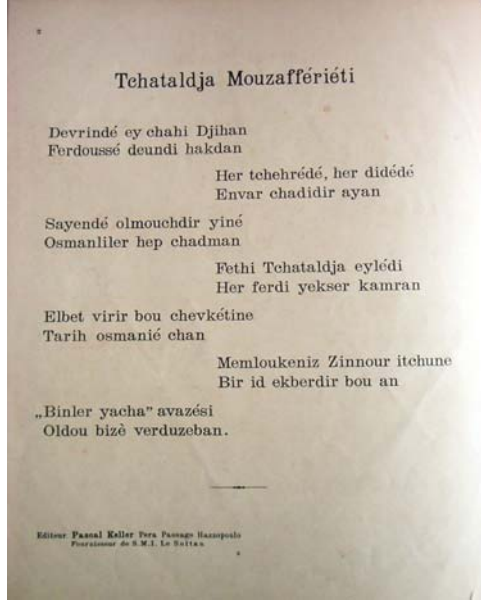 2
Tchataldja Mouzafferiéti
Devrindé ey chahi Djihan
Ferdoussé deundi hakdan
Her tchehrédé, her didédé
Envar chadidir ayan
Sayendé olmouchdir yiné
Osmanliler hep chadman
Fethi Tchataldja eylédi
Her ferdi yekser kamran
Elbet virir bou chevkétine
Tarih osmanié chan
Memloukeniz Zinnour itchune
Bir id ekberdir bou an
„Binler yacha" avazési
Oldou bizè verduzeban.
Editeur Pascal Keller Pera Passage Hazzopoulo
Fournisseur de S.M.I. Le Sultan